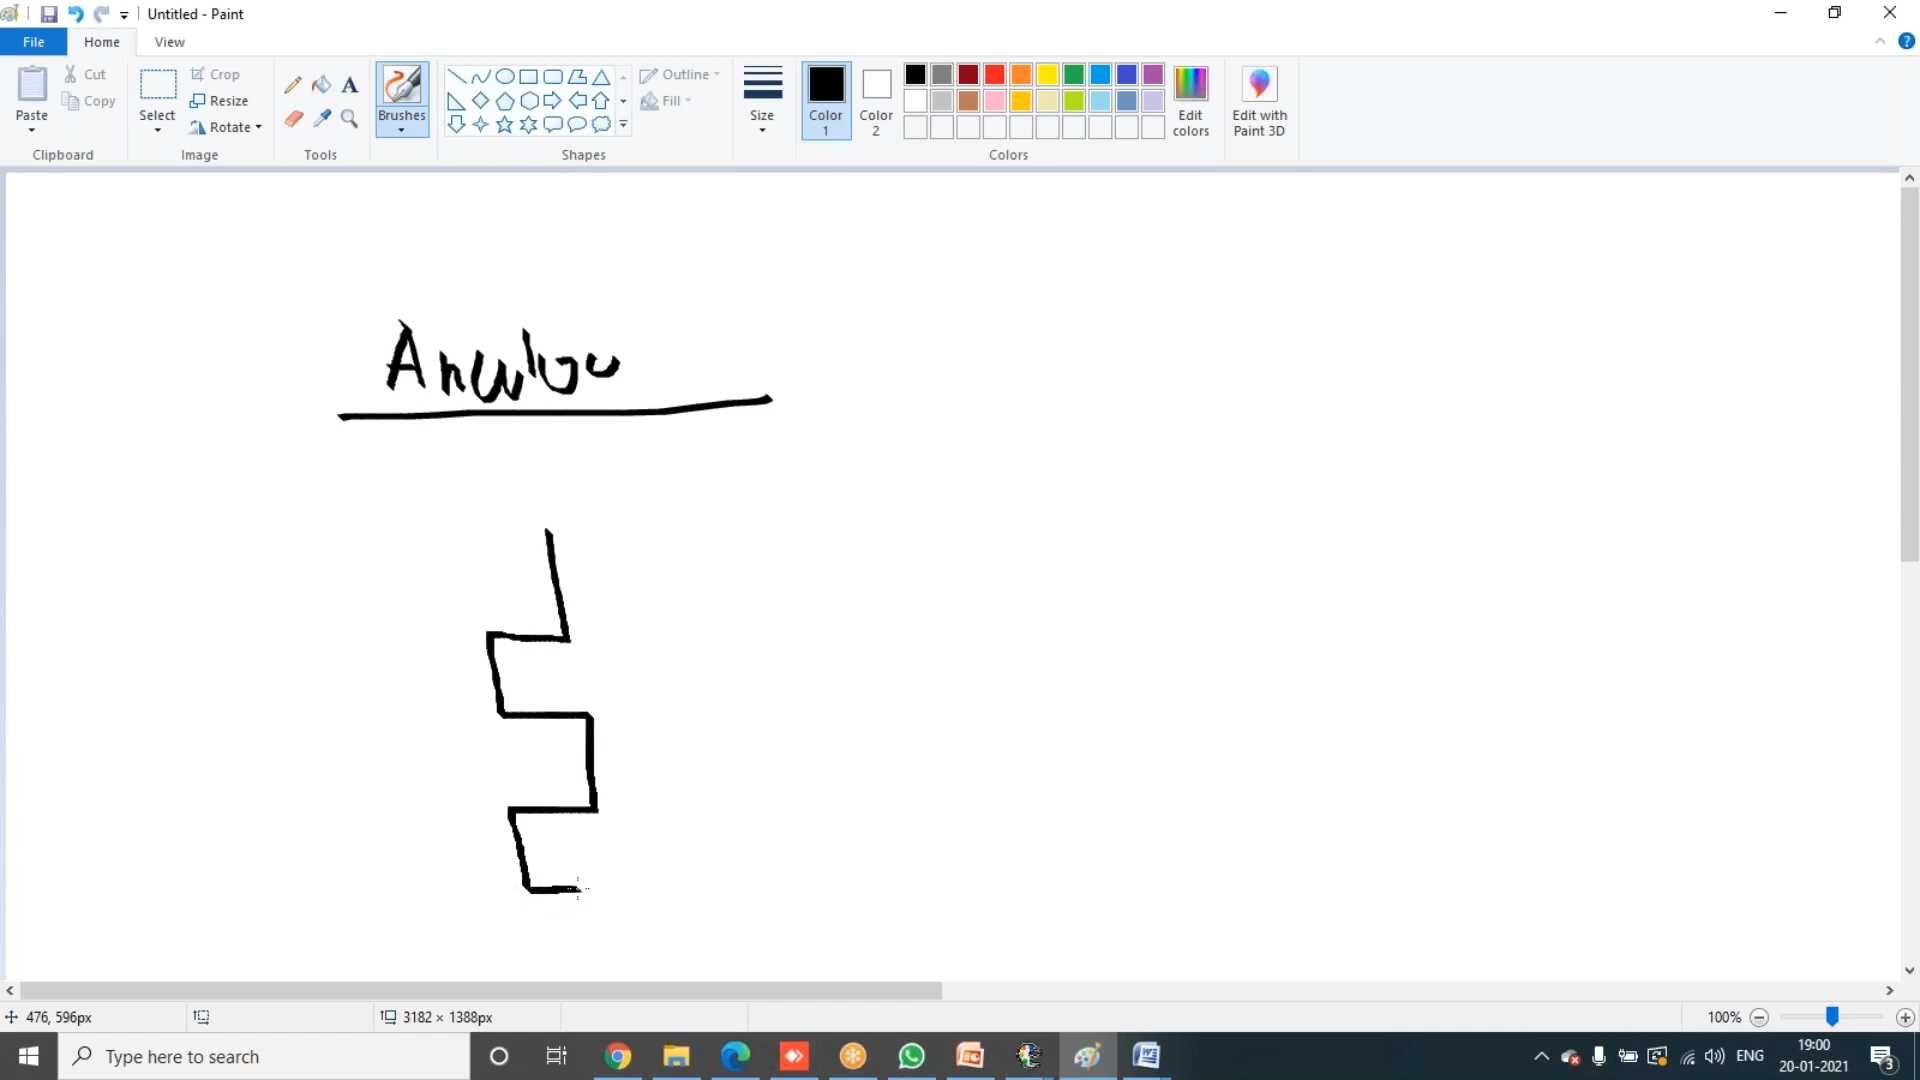 Untitled - Paint
File
Home
View
Paste
Cut
Copy
Clipboard
Select
Crop
Resize
Rotate
Image
Tools
Brushes
Shapes
Outline
Fill
Size
Color 1
Color 2
Colors
Edit colors
Edit with Paint 3D
476, 596px
3182 × 1388px
100%
Type here to search
ENG
19:00
20-01-2021
3